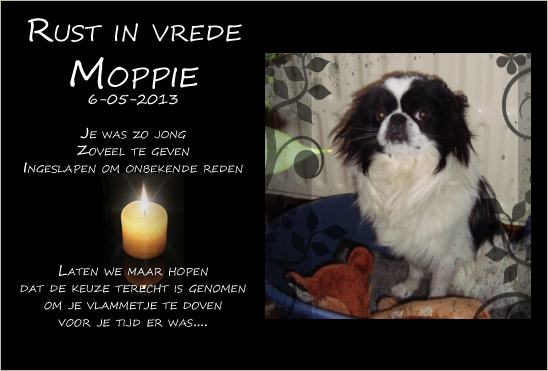 Rust in vrede
Moppie
6-05-2013
Je was zo jong
Zoveel te geven
Ingeslapen om onbekende reden
Laten we maar hopen
dat de keuze terecht is genomen
om je vlammetje te doven
voor je tijd er was....